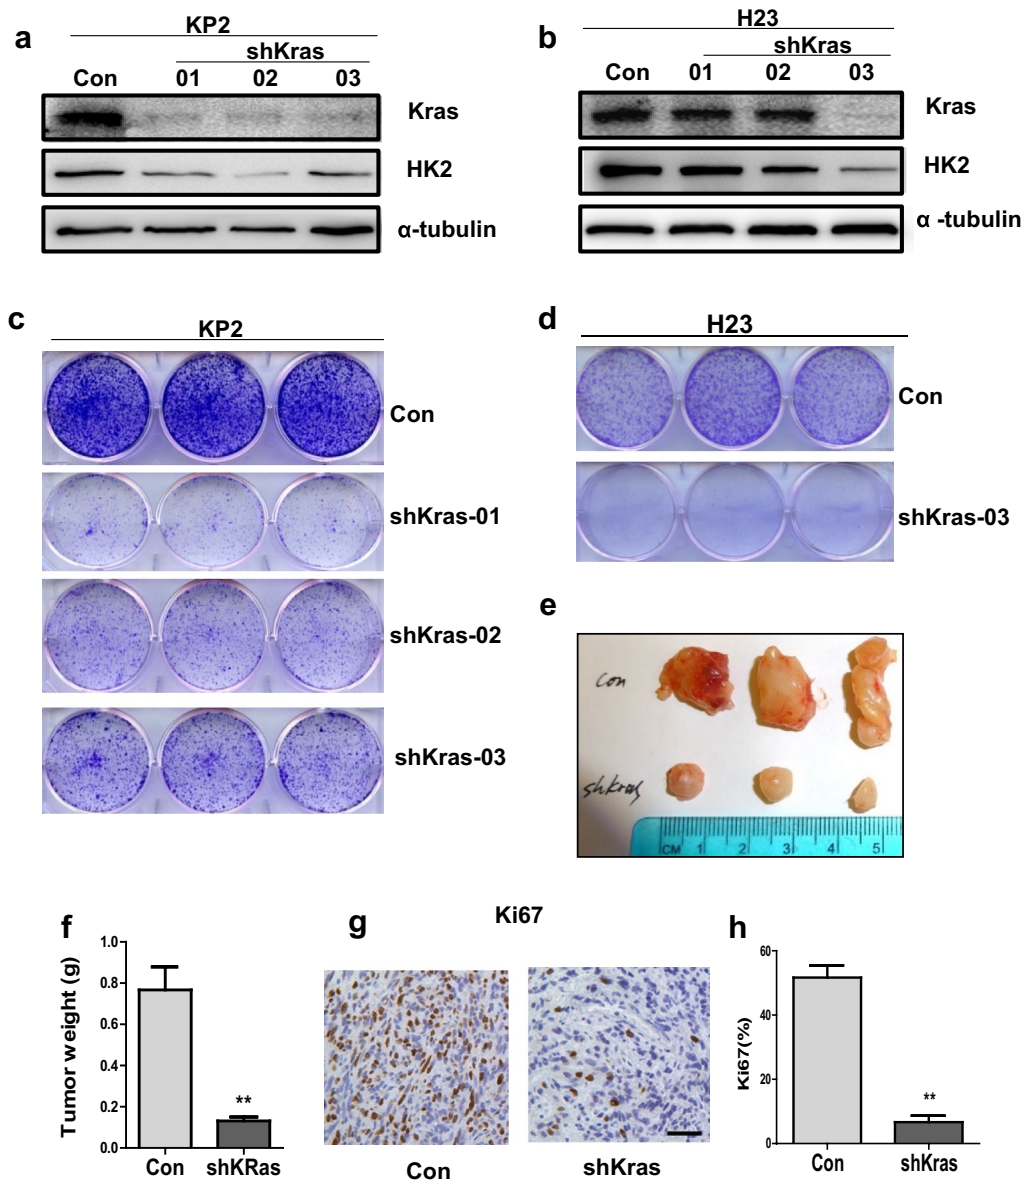 a
KP2
shKras
Con 01 02 03
Kras
HK2
α-tubulin
b
H23
shKras
Con 01 02 03
Kras
HK2
α -tubulin
c
KP2
Con
shKras-01
shKras-02
shKras-03
d
H23
Con
shKras-03
e
Con
shkras
CM 1 2 3 4 5
f
Tumor weight (g)
1.0
0.8
0.6
0.4
0.2
0.0
**
Con shKRas
g
Ki67
Con shKras
h
Ki67(%)
60
40
20
0
**
Con shKras